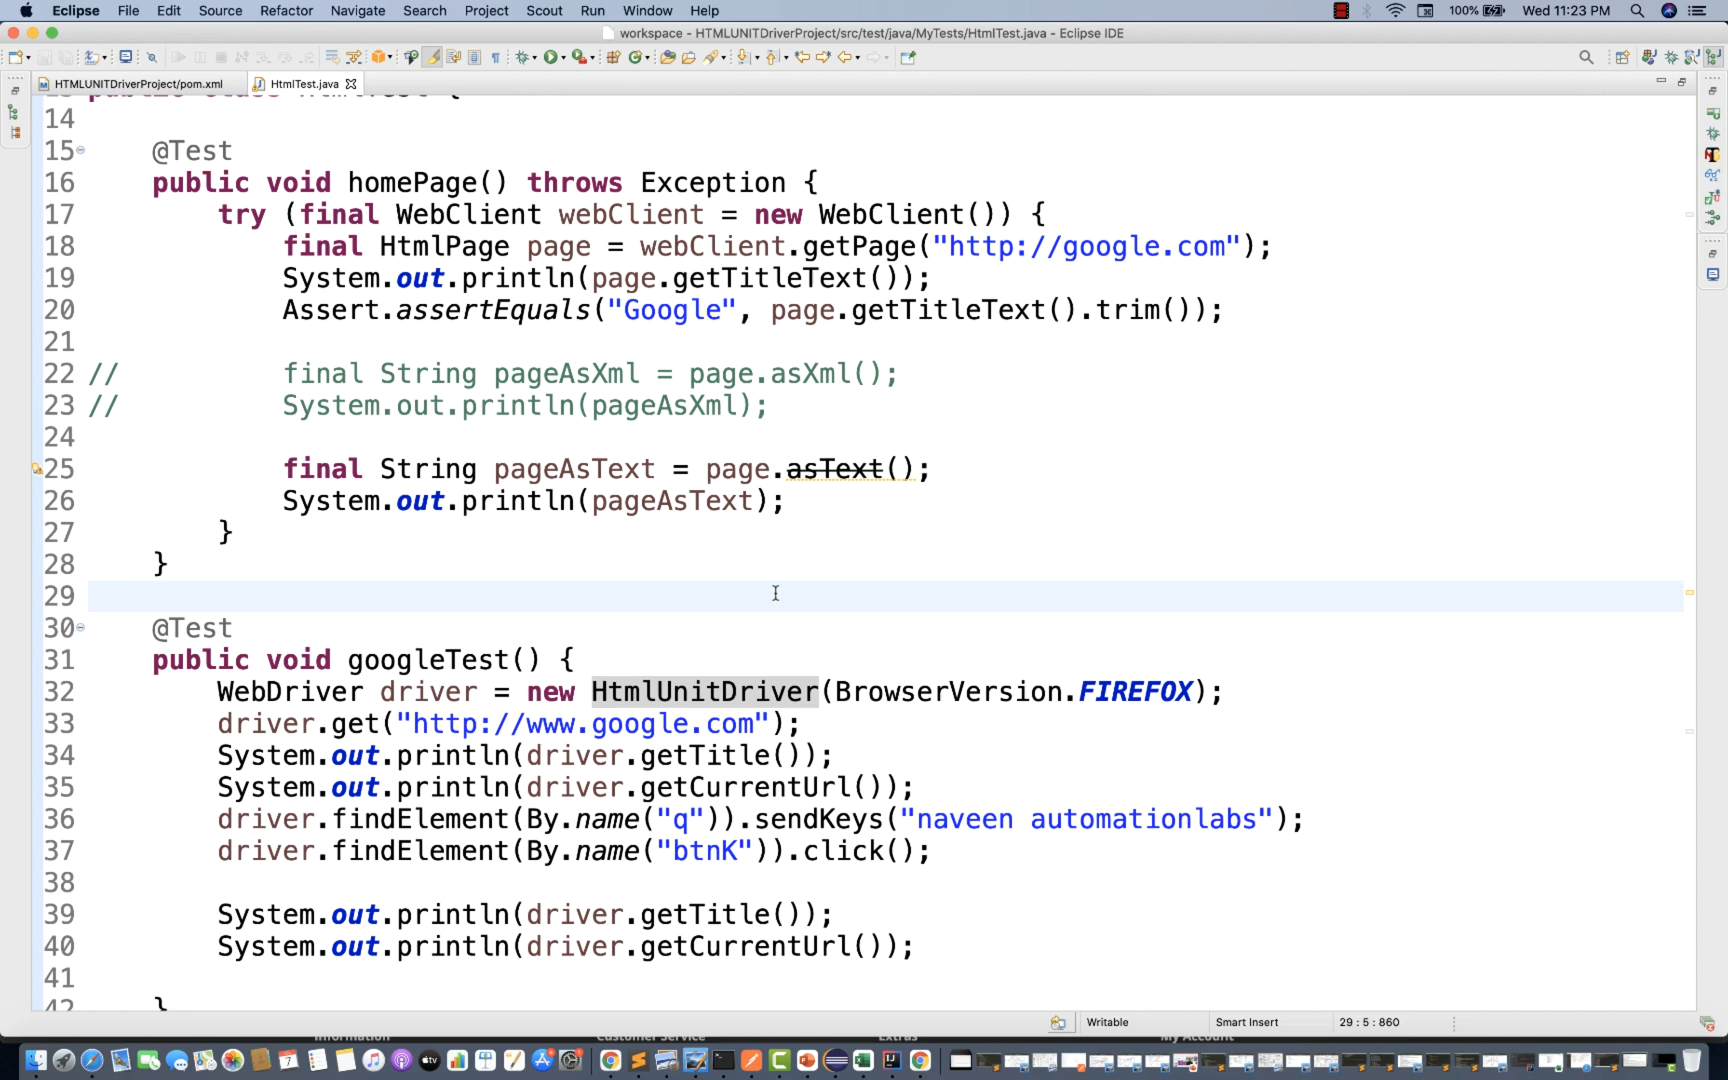 Eclipse File Edit Source Refactor Navigate Search Project Scout Run Window Help 100% Wed 11:23 PM
workspace - HTMLUNITDriverProject/src/test/java/MyTests/HtmlTest.java - Eclipse IDE
HTMLUNITDriverProject/pom.xml HtmlTest.java
14
15 @Test
16 public void homePage() throws Exception {
17 try (final WebClient webClient = new WebClient()) {
18 final HtmlPage page = webClient.getPage("http://google.com");
19 System.out.println(page.getTitleText());
20 Assert.assertEquals("Google", page.getTitleText().trim());
21
22 // final String pageAsXml = page.asXml();
23 // System.out.println(pageAsXml);
24
25 final String pageAsText = page.asText();
26 System.out.println(pageAsText);
27 }
28 }
29
30 @Test
31 public void googleTest() {
32 WebDriver driver = new HtmlUnitDriver(BrowserVersion.FIREFOX);
33 driver.get("http://www.google.com");
34 System.out.println(driver.getTitle());
35 System.out.println(driver.getCurrentUrl());
36 driver.findElement(By.name("q")).sendKeys("naveen automationlabs");
37 driver.findElement(By.name("btnK")).click();
38
39 System.out.println(driver.getTitle());
40 System.out.println(driver.getCurrentUrl());
41
42 }
Writable Smart Insert 29 : 5 : 860